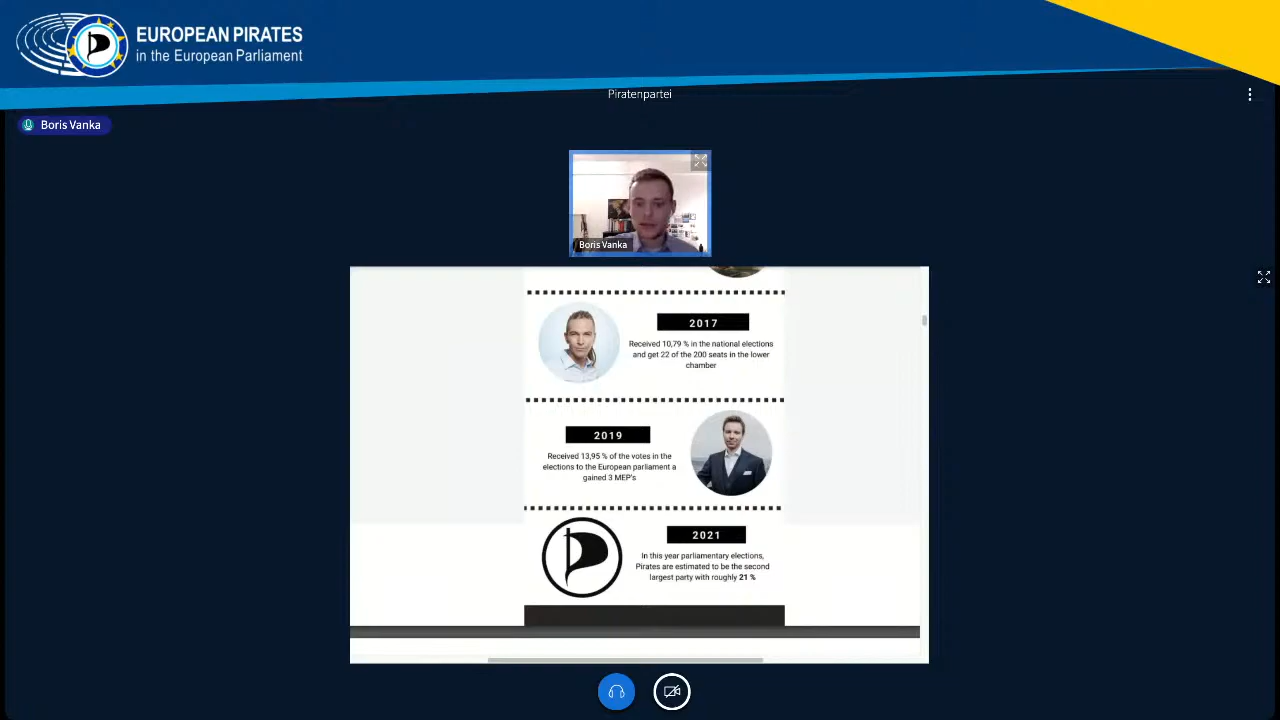 EUROPEAN PIRATES
in the European Parliament
Piratenpartei
Boris Vanka
Boris Vanka
2017
Received 10,79 % in the national elections
and get 22 of the 200 seats in the lower
chamber
2019
Received 13,95 % of the votes in the
elections to the European parliament a
gained 3 MEP's
2021
In this year parliamentary elections,
Pirates are estimated to be the second
largest party with roughly 21 %